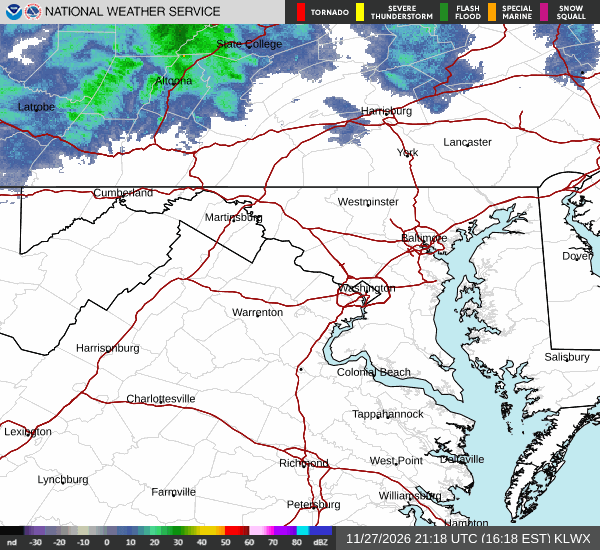 NATIONAL WEATHER SERVICE
TORNADO
SEVERE THUNDERSTORM
FLASH FLOOD
SPECIAL MARINE
SNOW SQUALL
State College
Altoona
Latrobe
Harrisburg
Lancaster
York
Cumberland
Martinsburg
Westminster
Baltimore
Dover
Washington
Warrenton
Harrisonburg
Salisbury
Colonial Beach
Charlottesville
Tappahannock
Lexington
Richmond
West Point
Deltaville
Lynchburg
Farmville
Williamsburg
Petersburg
Hampton
nd -30 -20 -10 0 10 20 30 40 50 60 70 80 dBZ
11/27/2026 21:18 UTC (16:18 EST) KLWX